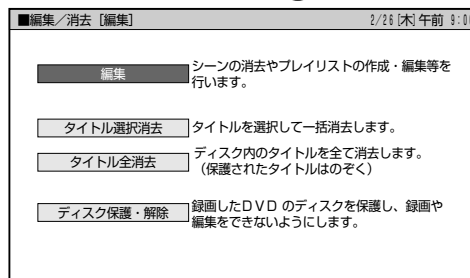 ■編集／消去［編集］ 2/26[木]午前 9:0
編集 シーンの消去やプレイリストの作成・編集等を
行います。
タイトル選択消去 タイトルを選択して一括消去します。
タイトル全消去 ディスク内のタイトルを全て消去します。
（保護されたタイトルはのぞく）
ディスク保護・解除 録画したＤＶＤ のディスクを保護し、録画や
編集をできないようにします。